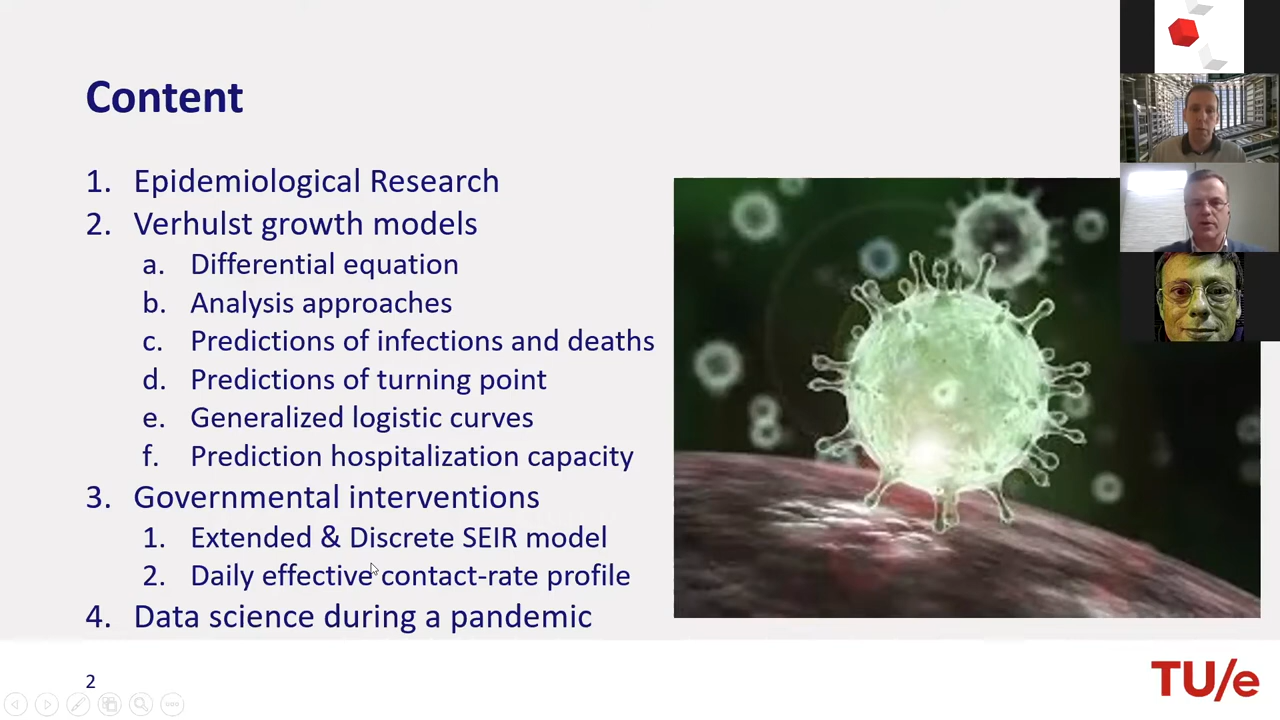 Content
1. Epidemiological Research
2. Verhulst growth models
a. Differential equation
b. Analysis approaches
c. Predictions of infections and deaths
d. Predictions of turning point
e. Generalized logistic curves
f. Prediction hospitalization capacity
3. Governmental interventions
1. Extended & Discrete SEIR model
2. Daily effective contact-rate profile
4. Data science during a pandemic
2
TU/e